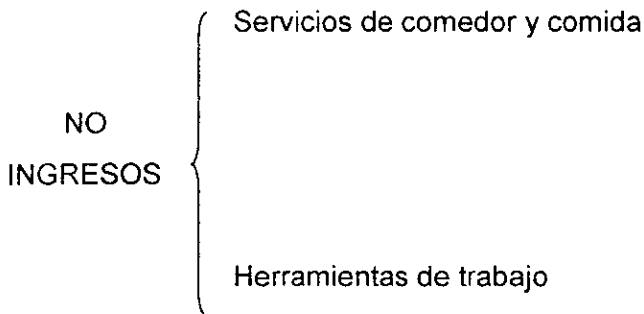 Servicios de comedor y comida
NO
INGRESOS
Herramientas de trabajo